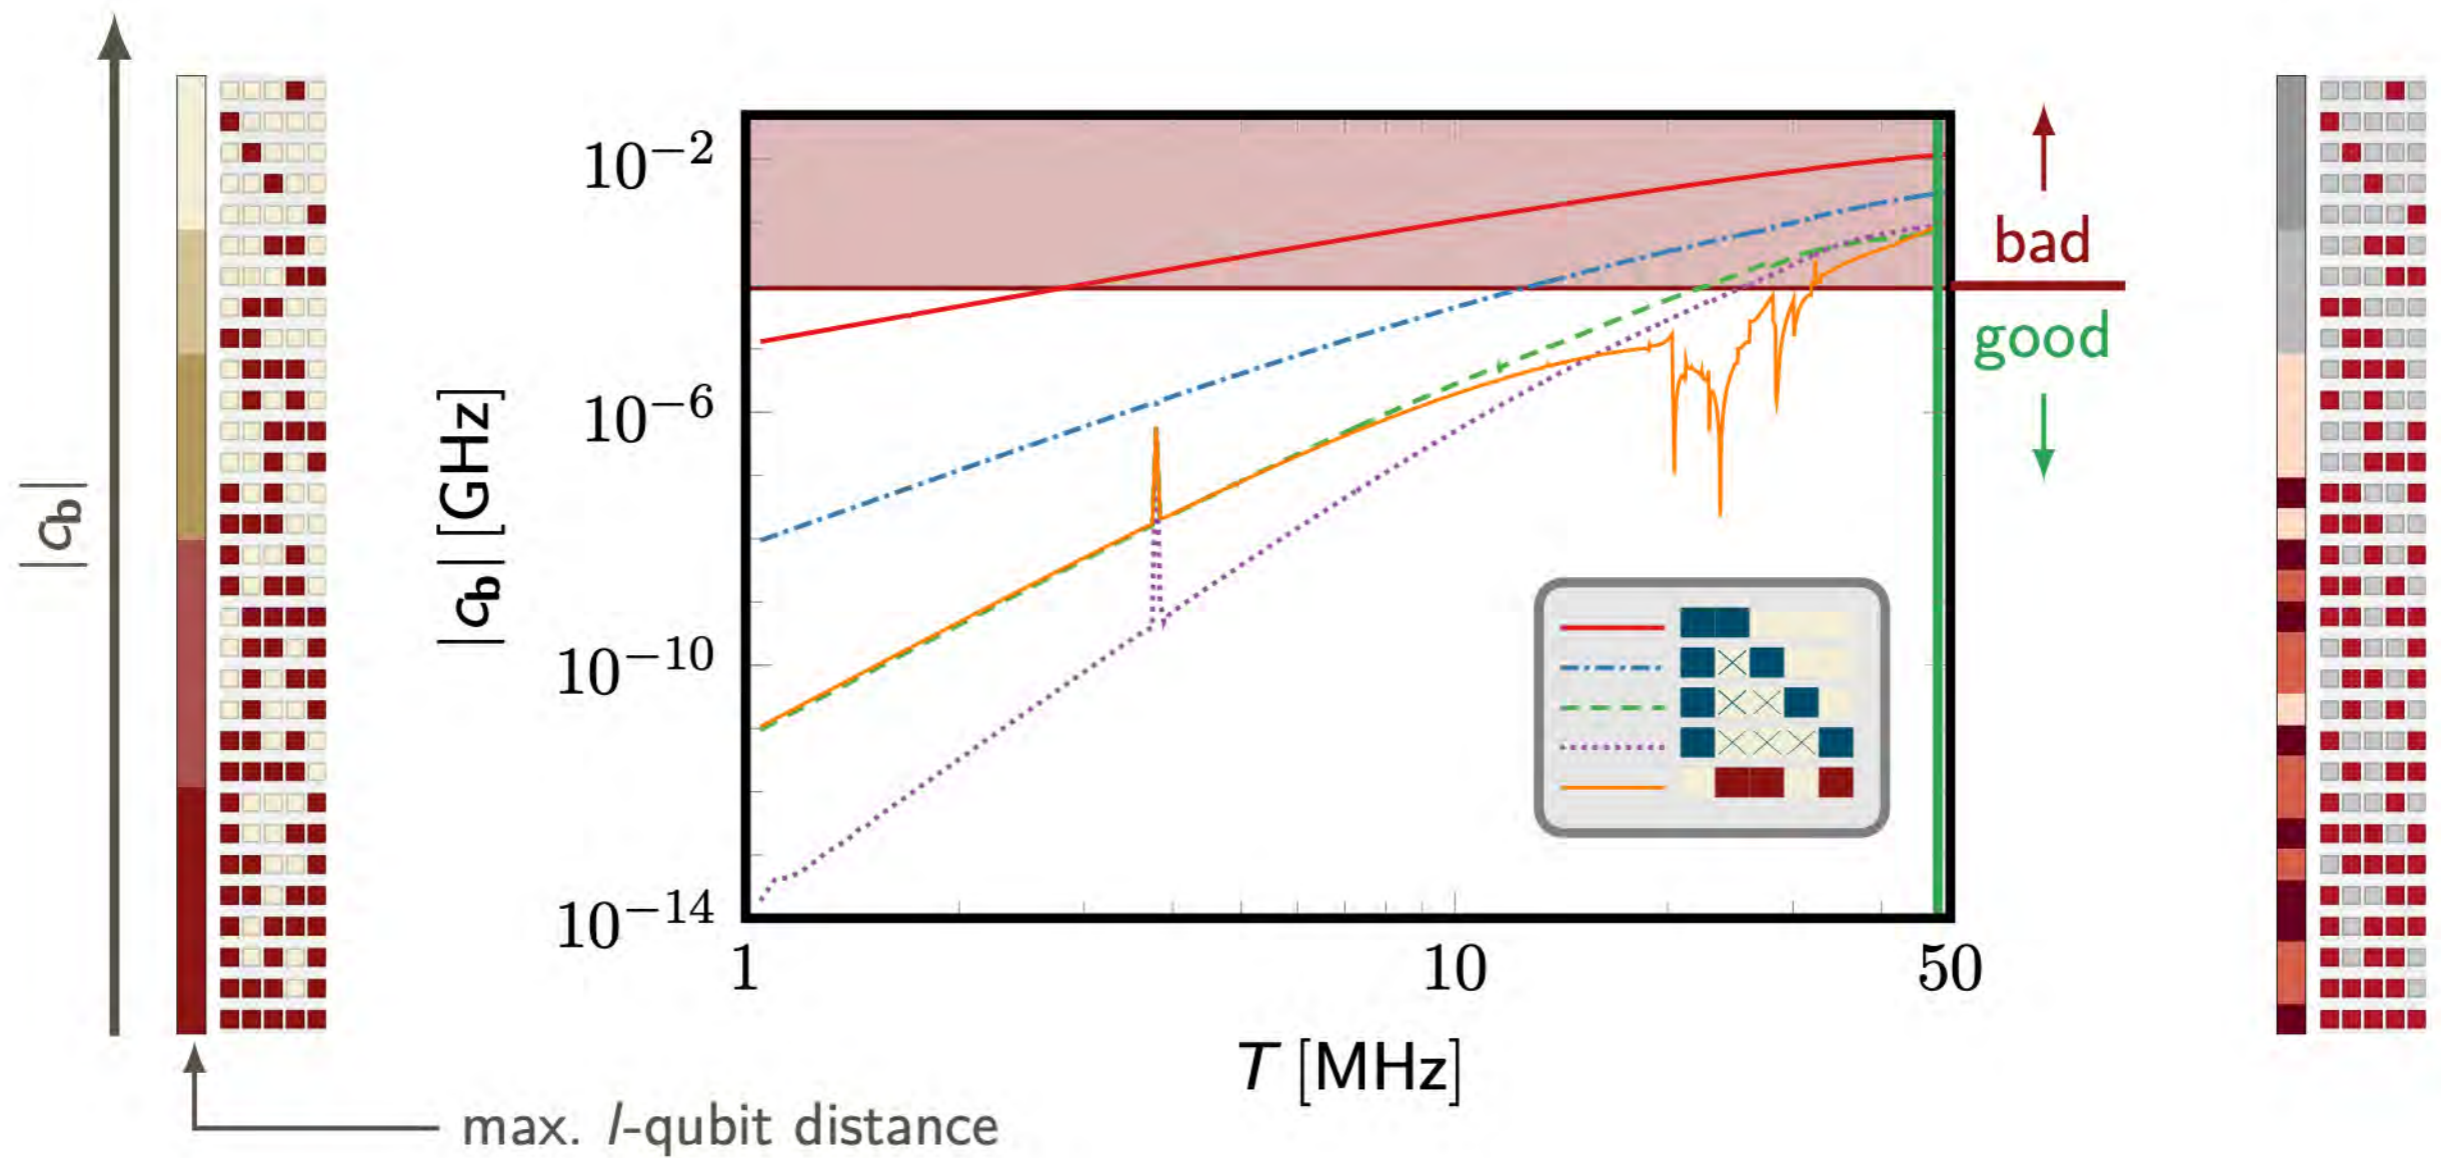 |c_b|
max. l-qubit distance
|c_b| [GHz]
10^−2
10^−6
10^−10
10^−14
1
10
50
T [MHz]
bad
good